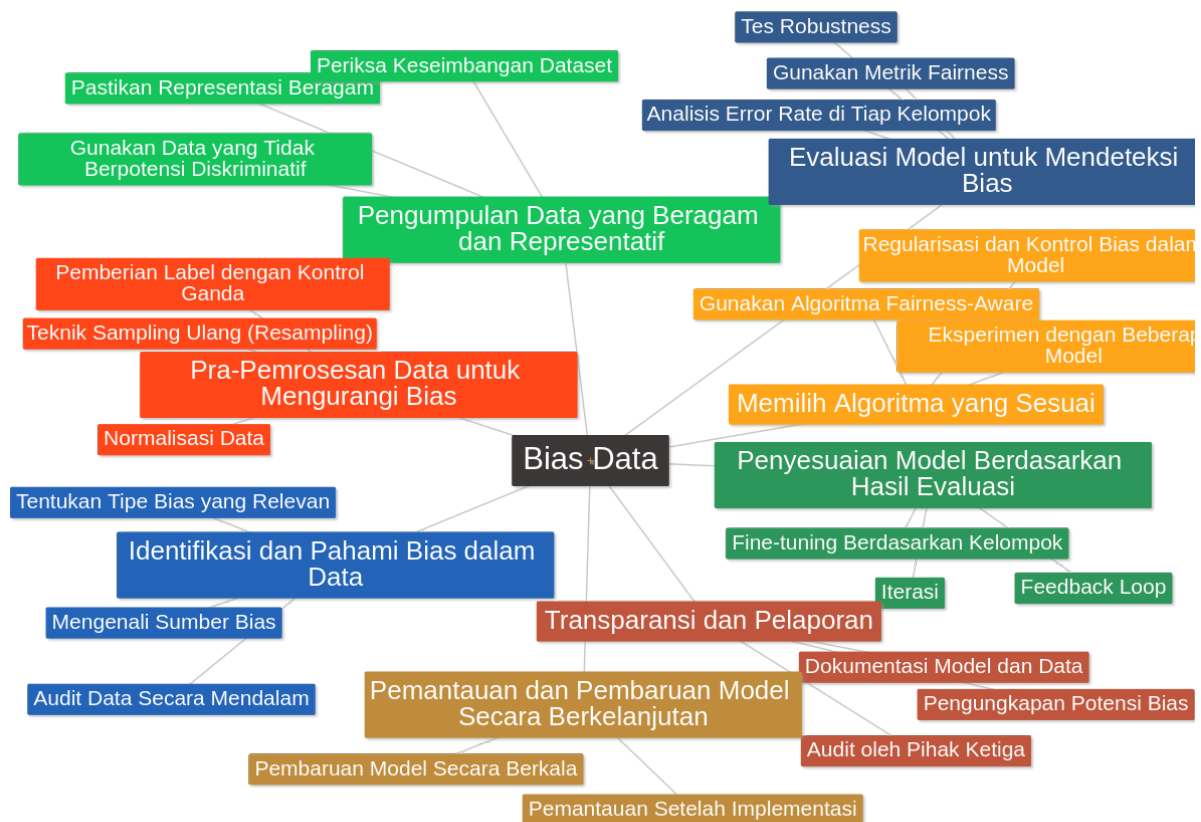 Tes Robustness
Periksa Keseimbangan Dataset
Gunakan Metrik Fairness
Pastikan Representasi Beragam
Analisis Error Rate di Tiap Kelompok
Gunakan Data yang Tidak
Berpotensi Diskriminatif
Evaluasi Model untuk Mendeteksi
Bias
Pengumpulan Data yang Beragam
dan Representatif
Regularisasi dan Kontrol Bias dalam
Model
Pemberian Label dengan Kontrol
Ganda
Gunakan Algoritma Fairness-Aware
Teknik Sampling Ulang (Resampling)
Eksperimen dengan Beberap
Model
Pra-Pemrosesan Data untuk
Mengurangi Bias
Memilih Algoritma yang Sesuai
Normalisasi Data
Bias Data
Penyesuaian Model Berdasarkan
Hasil Evaluasi
Tentukan Tipe Bias yang Relevan
Identifikasi dan Pahami Bias dalam
Data
Fine-tuning Berdasarkan Kelompok
Iterasi
Feedback Loop
Mengenali Sumber Bias
Transparansi dan Pelaporan
Dokumentasi Model dan Data
Audit Data Secara Mendalam
Pemantauan dan Pembaruan Model
Secara Berkelanjutan
Pengungkapan Potensi Bias
Audit oleh Pihak Ketiga
Pembaruan Model Secara Berkala
Pemantauan Setelah Implementasi